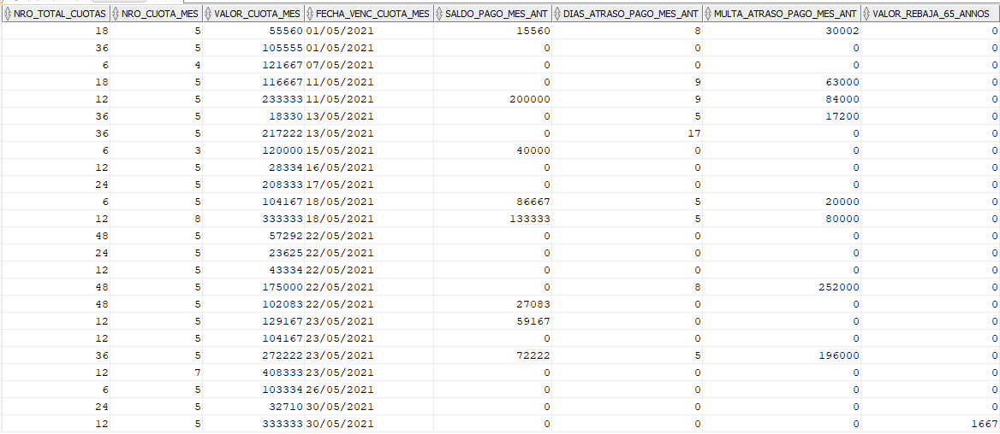 NRO_TOTAL_CUOTAS NRO_CUOTA_MES VALOR_CUOTA_MES FECHA_VENC_CUOTA_MES SALDO_PAGO_MES_ANT DIAS_ATRASO_PAGO_MES_ANT MULTA_ATRASO_PAGO_MES_ANT VALOR_REBAJA_65_ANNOS
18 5 55560 01/05/2021 15560 8 30002 0
36 5 105555 01/05/2021 0 0 0 0
6 4 121667 07/05/2021 0 0 0 0
18 5 116667 11/05/2021 0 9 63000 0
12 5 233333 11/05/2021 200000 9 84000 0
36 5 18330 13/05/2021 0 5 17200 0
36 5 217222 13/05/2021 0 17 0 0
6 3 120000 15/05/2021 40000 0 0 0
12 5 28334 16/05/2021 0 0 0 0
24 5 208333 17/05/2021 0 0 0 0
6 5 104167 18/05/2021 86667 5 20000 0
12 8 333333 18/05/2021 133333 5 80000 0
48 5 57292 22/05/2021 0 0 0 0
24 5 23625 22/05/2021 0 0 0 0
12 5 43334 22/05/2021 0 0 0 0
48 5 175000 22/05/2021 0 8 252000 0
48 5 102083 22/05/2021 27083 0 0 0
12 5 129167 23/05/2021 59167 0 0 0
12 5 104167 23/05/2021 0 0 0 0
36 5 272222 23/05/2021 72222 5 196000 0
12 7 408333 23/05/2021 0 0 0 0
6 5 103334 26/05/2021 0 0 0 0
24 5 32710 30/05/2021 0 0 0 0
12 5 333333 30/05/2021 0 0 0 1667